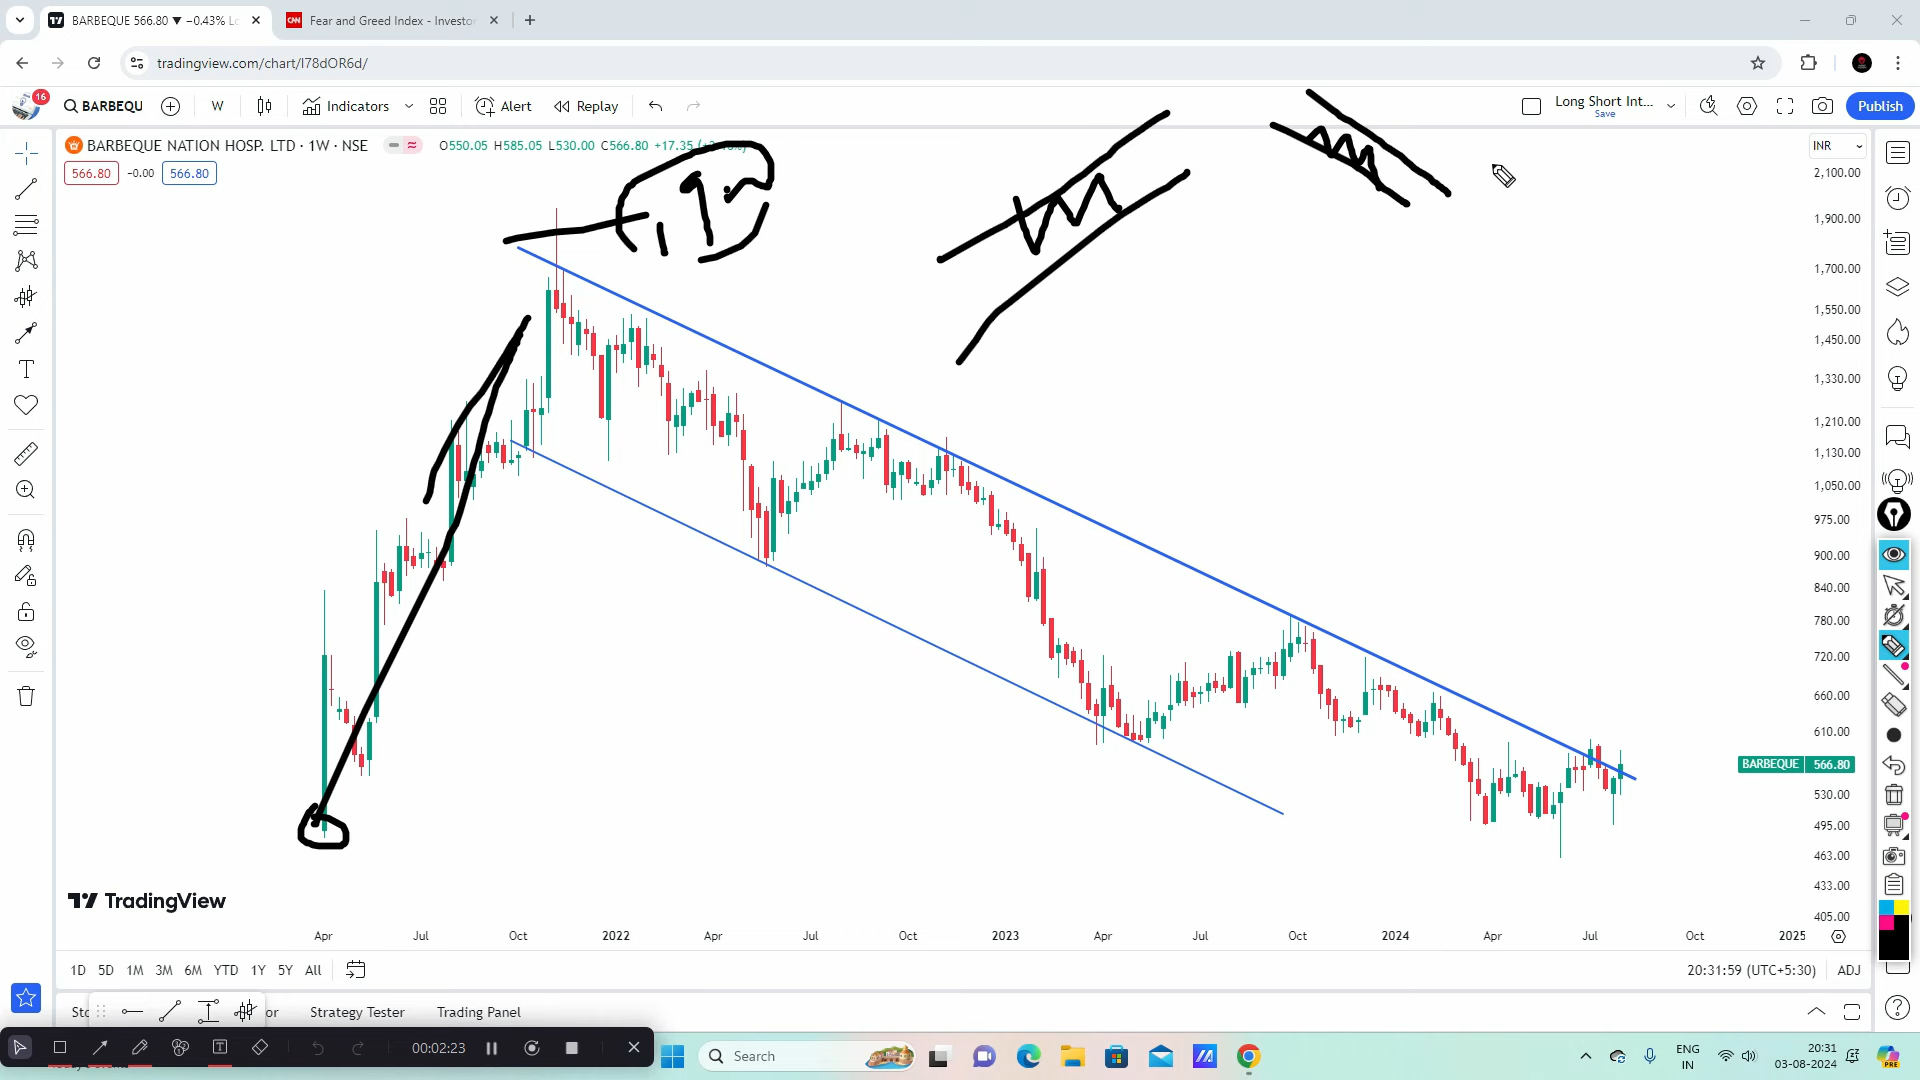 BARBEQUE 566.80 ▼ −0.43% Lo
Fear and Greed Index - Investor
tradingview.com/chart/I78dOR6d/
16
BARBEQU
W
Indicators
Alert
Replay
Long Short Int...
Save
Publish
BARBEQUE NATION HOSP. LTD · 1W · NSE
O550.05 H585.05 L530.00 C566.80 +17.35
566.80
-0.00
566.80
INR
2,100.00
1,900.00
1,700.00
1,550.00
1,450.00
1,330.00
1,210.00
1,130.00
1,050.00
975.00
900.00
840.00
780.00
720.00
660.00
610.00
BARBEQUE 566.80
530.00
495.00
463.00
433.00
405.00
TradingView
Apr Jul Oct 2022 Apr Jul Oct 2023 Apr Jul Oct 2024 Apr Jul Oct 2025
1D 5D 1M 3M 6M YTD 1Y 5Y All
20:31:59 (UTC+5:30) ADJ
Strategy Tester
Trading Panel
00:02:23
Search
ENG
IN
20:31
03-08-2024
PRE